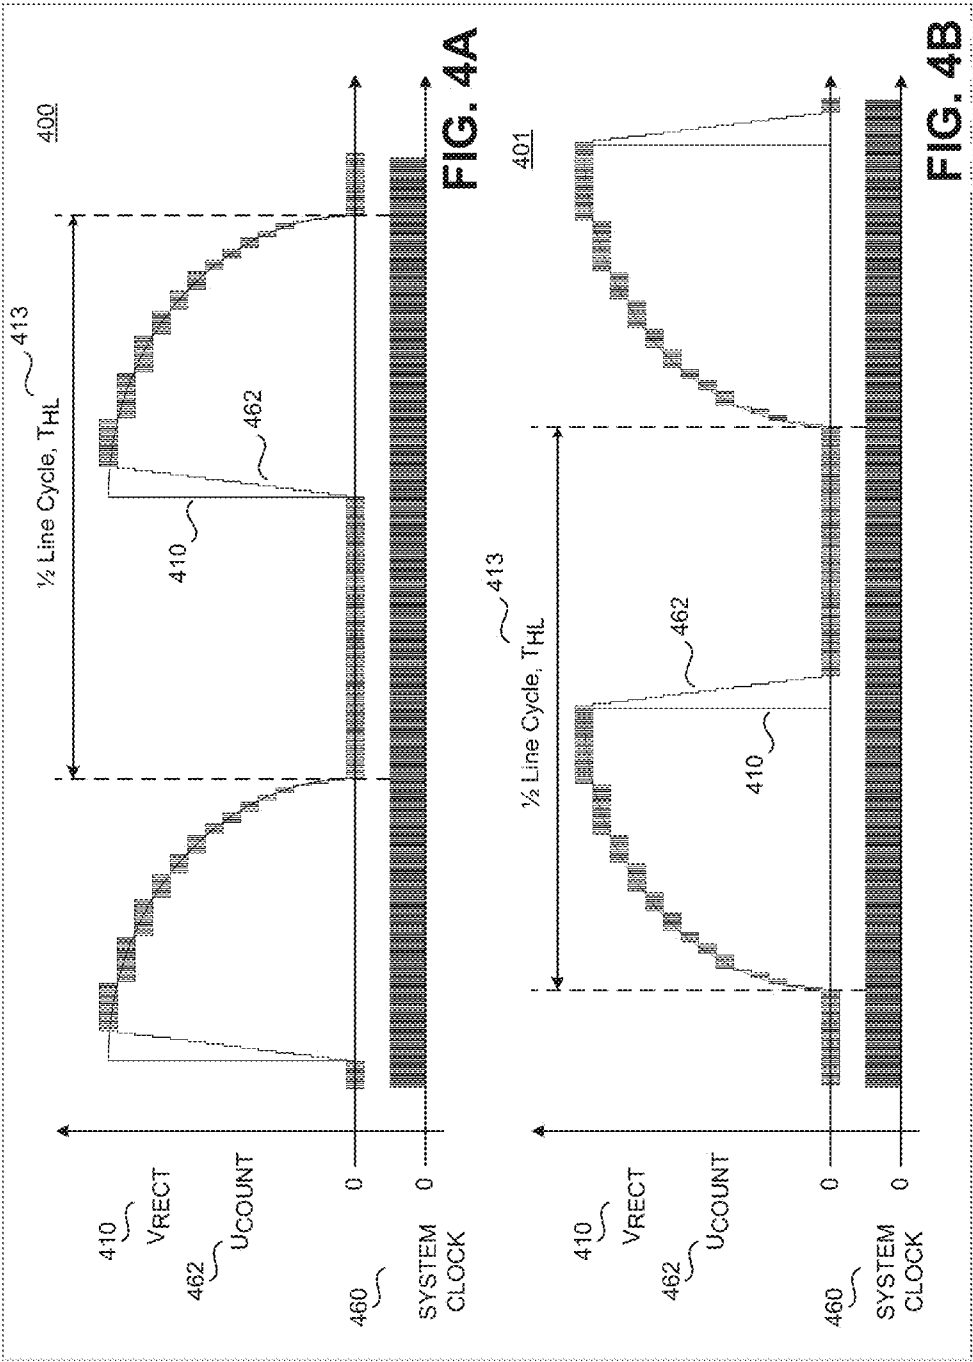 400
½ Line Cycle, THL
413
410
VRECT
462
UCOUNT
0
410
462
460
SYSTEM
CLOCK
0
FIG. 4A
401
½ Line Cycle, THL
413
410
VRECT
462
UCOUNT
0
410
462
460
SYSTEM
CLOCK
0
FIG. 4B